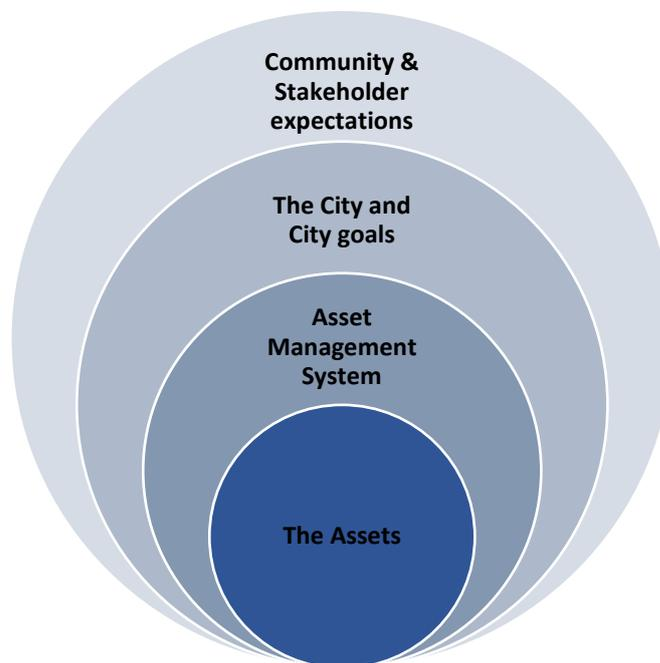 Community &
Stakeholder
expectations
The City and
City goals
Asset
Management
System
The Assets